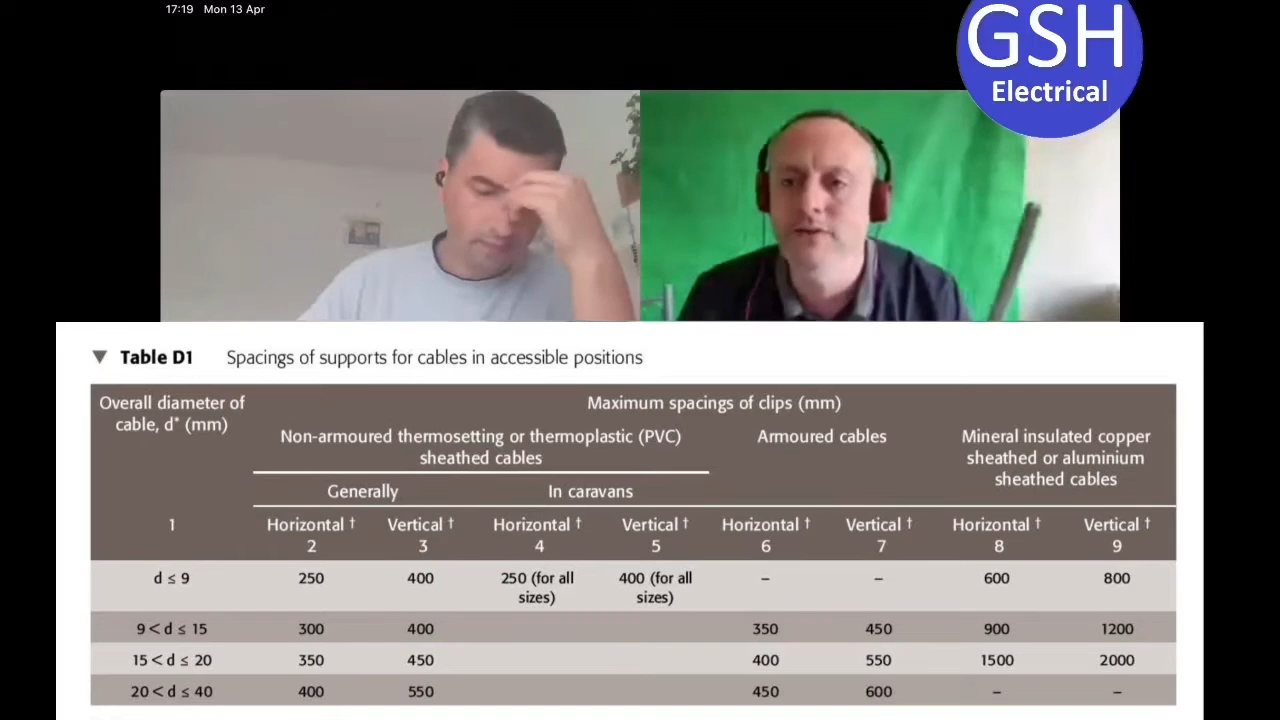 17:19 Mon 13 Apr
GSH
Electrical
▼ Table D1 Spacings of supports for cables in accessible positions
Overall diameter of cable, d* (mm)
Maximum spacings of clips (mm)
Non-armoured thermosetting or thermoplastic (PVC) sheathed cables
Armoured cables
Mineral insulated copper sheathed or aluminium sheathed cables
Generally In caravans
1 Horizontal † 2 Vertical † 3 Horizontal † 4 Vertical † 5 Horizontal † 6 Vertical † 7 Horizontal † 8 Vertical † 9
d ≤ 9 250 400 250 (for all sizes) 400 (for all sizes) – – 600 800
9 < d ≤ 15 300 400 350 450 900 1200
15 < d ≤ 20 350 450 400 550 1500 2000
20 < d ≤ 40 400 550 450 600 – –